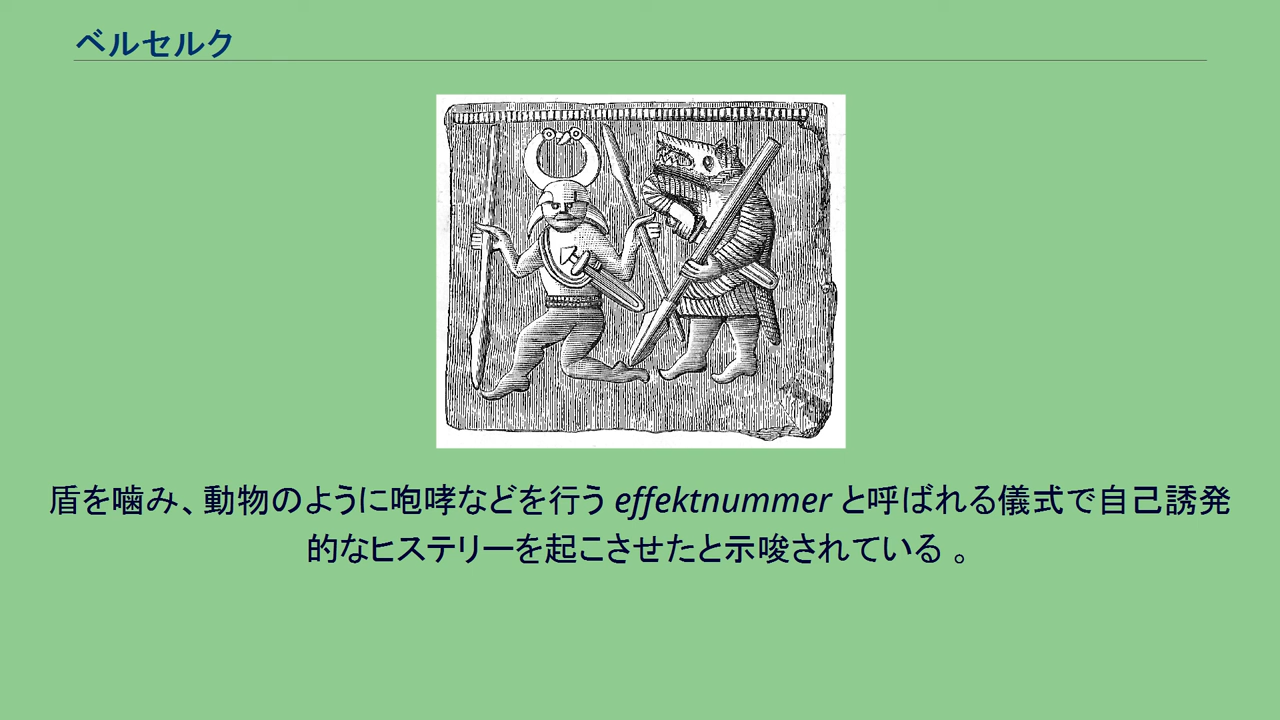 ベルセルク
盾を噛み、動物のように咆哮などを行う effektnummer と呼ばれる儀式で自己誘発
的なヒステリーを起こさせたと示唆されている 。